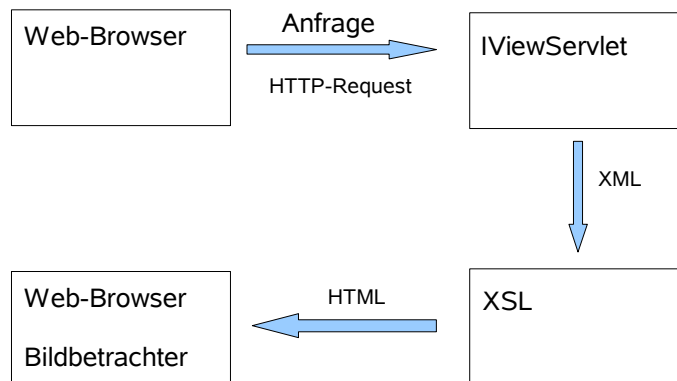 Web-Browser
Anfrage
HTTP-Request
IViewServlet
XML
XSL
HTML
Web-Browser
Bildbetrachter